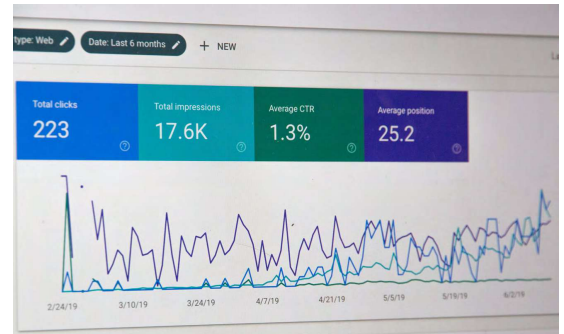 type: Web
Date: Last 6 months
+ NEW
La
Total clicks
223
Total impressions
17.6K
Average CTR
1.3%
Average position
25.2
2/24/19
3/10/19
3/24/19
4/7/19
4/21/19
5/5/19
5/19/19
6/2/19